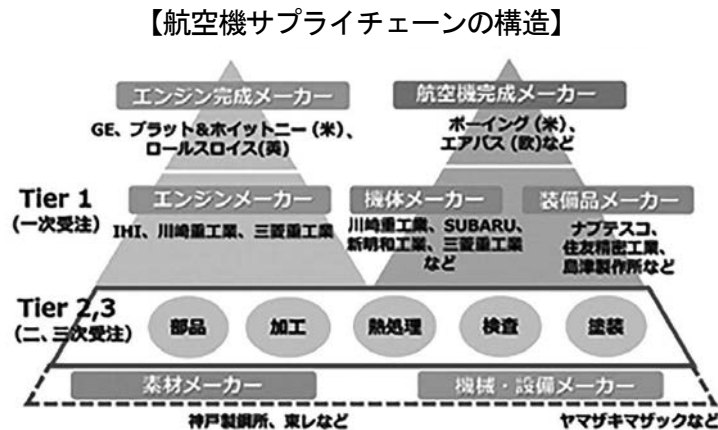 【航空機サプライチェーンの構造】
エンジン完成メーカー
GE、プラット&ホイットニー(米)、
ロールスロイス(英)
航空機完成メーカー
ボーイング(米)、
エアバス(欧)など
Tier 1
(一次受注)
エンジンメーカー
IHI、川崎重工業、三菱重工業
機体メーカー
川崎重工業、SUBARU、
新明和工業、三菱重工業
など
装備品メーカー
ナブテスコ、
住友精密工業、
島津製作所など
Tier 2,3
(二、三次受注)
部品
加工
熱処理
検査
塗装
素材メーカー
神戸製鋼所、東レなど
機械・設備メーカー
ヤマザキマザックなど